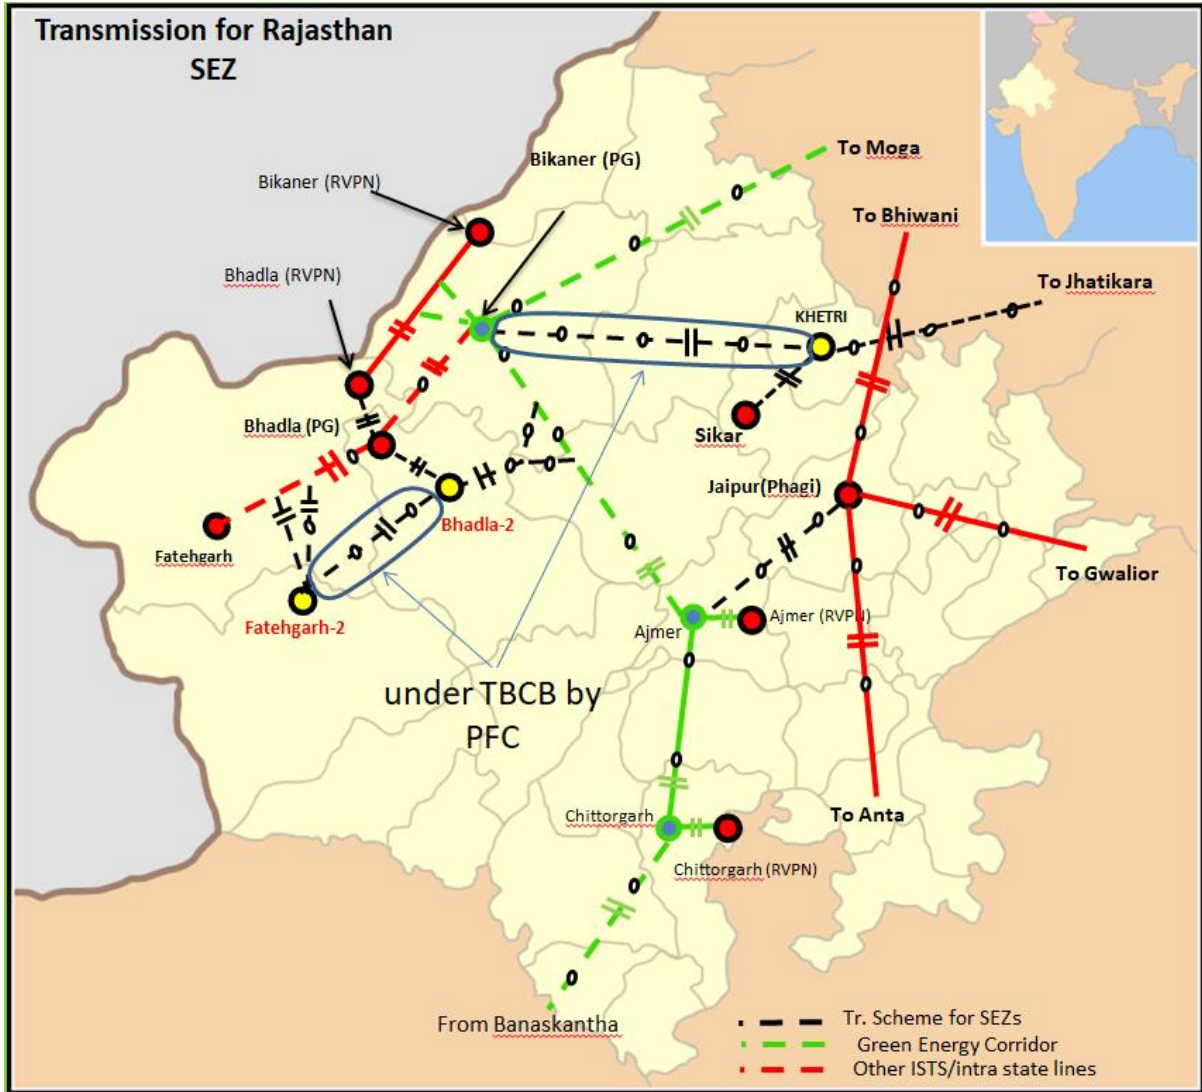 Transmission for Rajasthan
SEZ
Bikaner (PG)
To Moga
Bikaner (RVPN)
To Bhiwani
Bhadla (RVPN)
To Jhatikara
KHETRI
Bhadla (PG)
Sikar
Jaipur(Phagi)
Bhadla-2
Fatehgarh
To Gwalior
Fatehgarh-2
Ajmer
Ajmer (RVPN)
under TBCB by
PFC
Chittorgarh
To Anta
Chittorgarh (RVPN)
From Banaskantha
Tr. Scheme for SEZs
Green Energy Corridor
Other ISTS/intra state lines